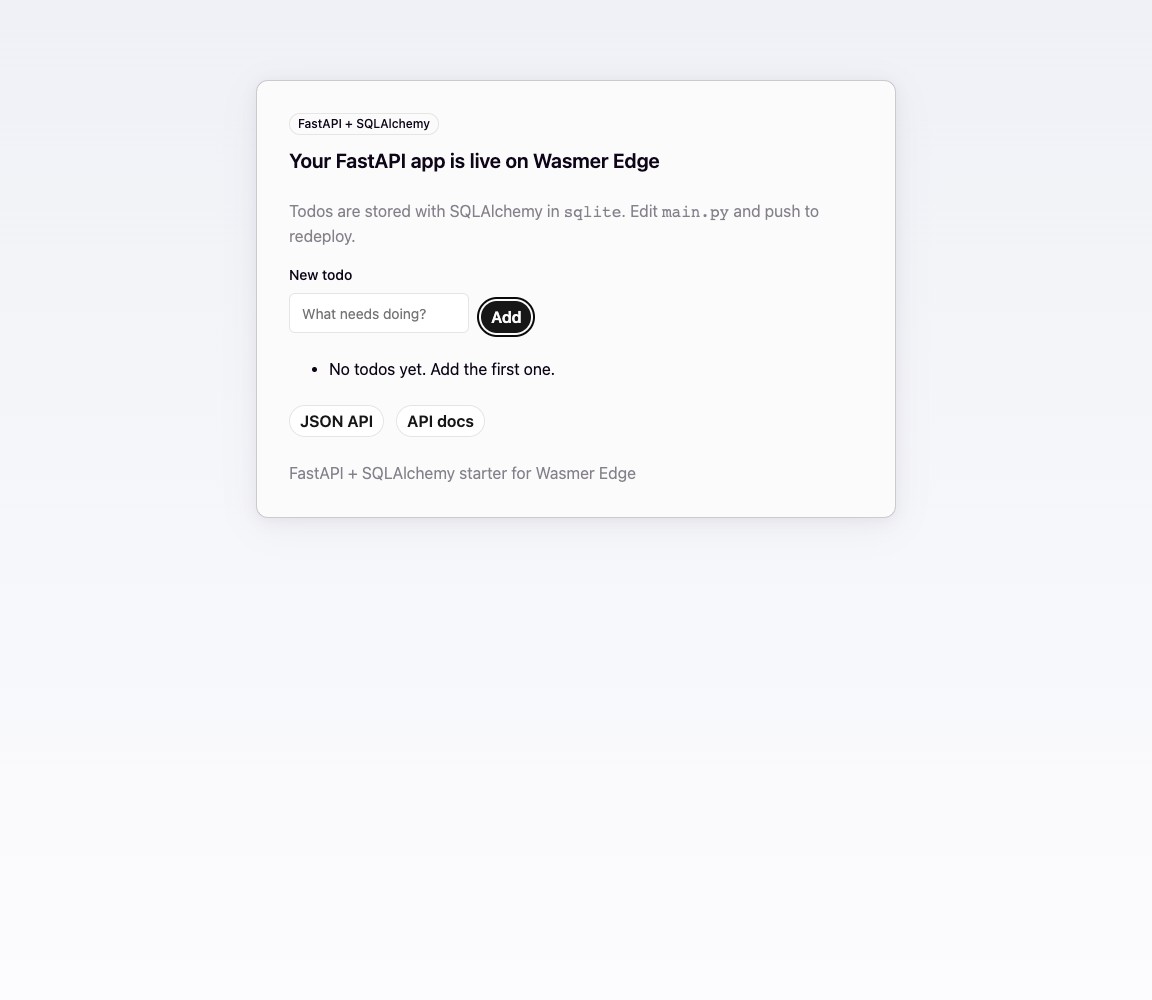 FastAPI + SQLAlchemy
Your FastAPI app is live on Wasmer Edge
Todos are stored with SQLAlchemy in sqlite. Edit main.py and push to
redeploy.
New todo
What needs doing?
Add
No todos yet. Add the first one.
JSON API
API docs
FastAPI + SQLAlchemy starter for Wasmer Edge